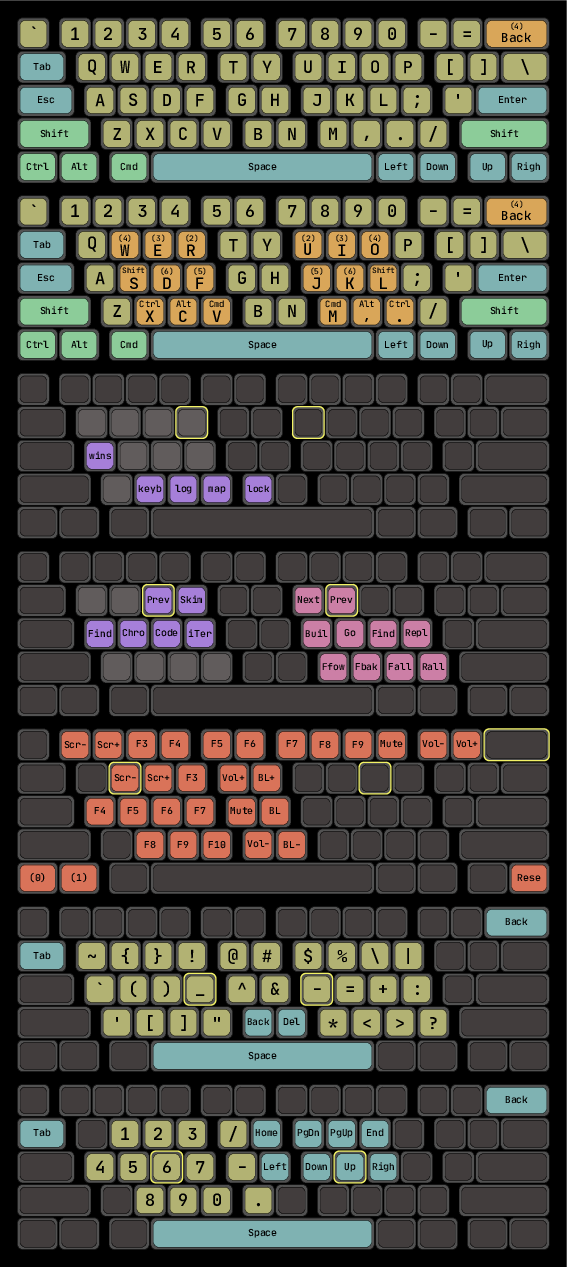 ` 1 2 3 4 5 6 7 8 9 0 - = (4) Back
Tab Q W E R T Y U I O P [ ] \
Esc A S D F G H J K L ; ' Enter
Shift Z X C V B N M , . / Shift
Ctrl Alt Cmd Space Left Down Up Righ
` 1 2 3 4 5 6 7 8 9 0 - = (4) Back
Tab Q (4) W (3) E (2) R T Y (2) U (3) I (4) O P [ ] \
Esc A Shift S (6) D (5) F G H (5) J (6) K Shift L ; ' Enter
Shift Z Ctrl X Alt C Cmd V B N Cmd M Alt , Ctrl . / Shift
Ctrl Alt Cmd Space Left Down Up Righ
wins
keyb log map lock
Prev Skim Next Prev
Find Chro Code iTer Buil Go Find Repl
Ffow Fbak Fall Rall
Scr- Scr+ F3 F4 F5 F6 F7 F8 F9 Mute Vol- Vol+
Scr- Scr+ F3 Vol+ BL+
F4 F5 F6 F7 Mute BL
F8 F9 F10 Vol- BL-
(0) (1) Rese
Back
Tab ~ { } ! @ # $ % \ |
` ( ) _ ^ & - = + :
' [ ] " Back Del * < > ?
Space
Back
Tab 1 2 3 / Home PgDn PgUp End
4 5 6 7 - Left Down Up Righ
8 9 0 .
Space